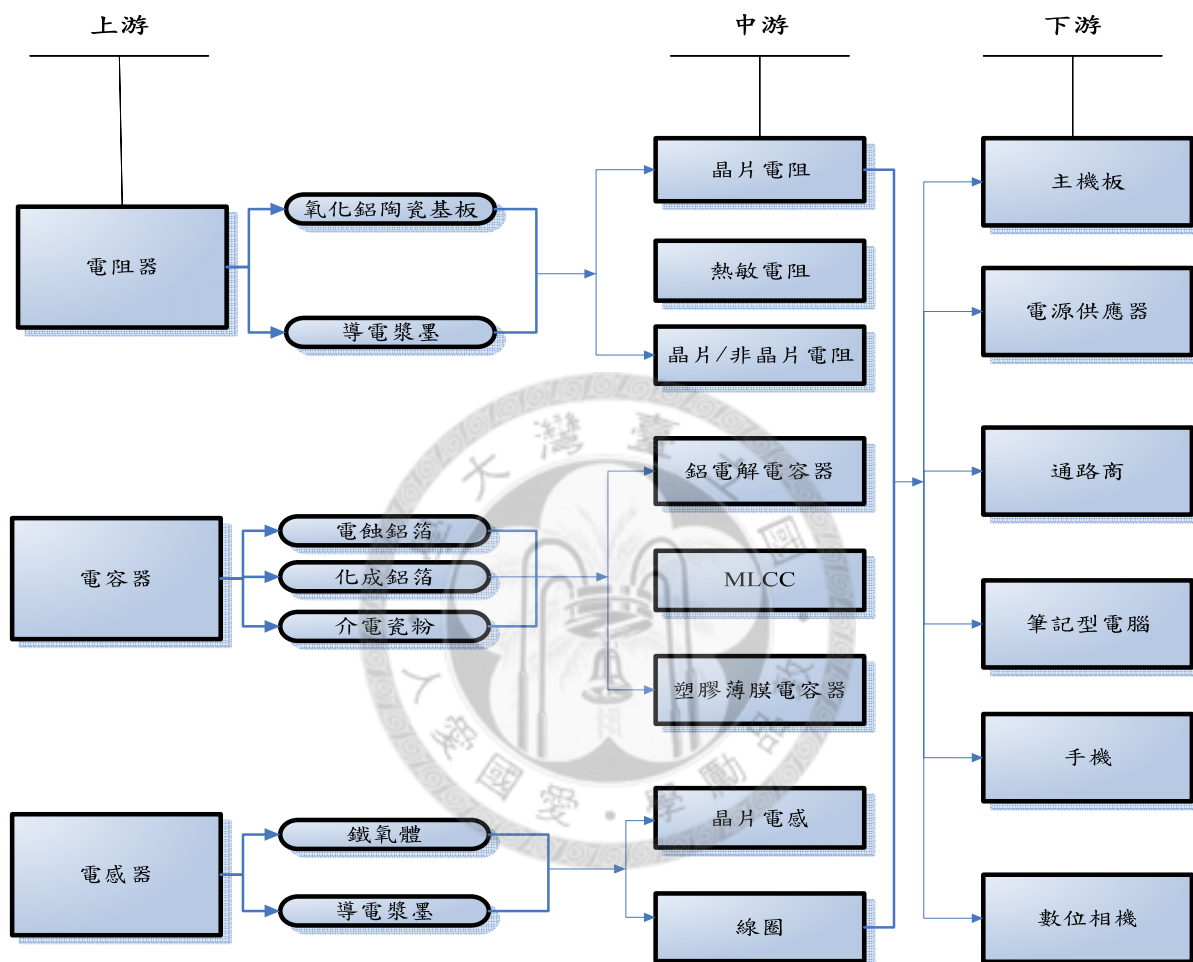 上游
中游
下游
電阻器
氧化鋁陶瓷基板
導電漿墨
晶片電阻
熱敏電阻
晶片/非晶片電阻
電容器
電蝕鋁箔
化成鋁箔
介電瓷粉
鋁電解電容器
MLCC
塑膠薄膜電容器
電感器
鐵氧體
導電漿墨
晶片電感
線圈
主機板
電源供應器
通路商
筆記型電腦
手機
數位相機